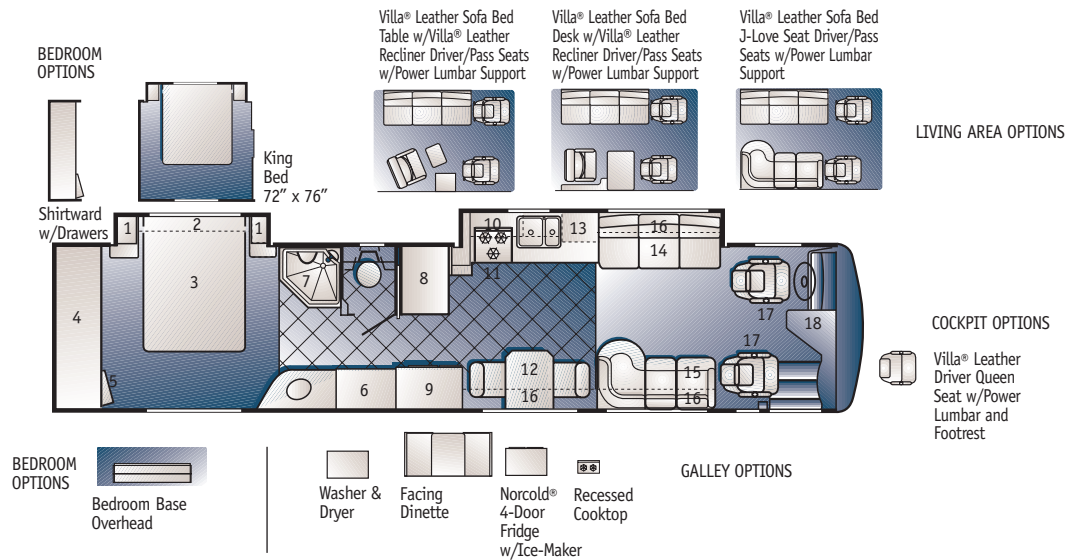 BEDROOM
OPTIONS
Villa® Leather Sofa Bed
Table w/Villa® Leather
Recliner Driver/Pass Seats
w/Power Lumbar Support
Villa® Leather Sofa Bed
Desk w/Villa® Leather
Recliner Driver/Pass Seats
w/Power Lumbar Support
Villa® Leather Sofa Bed
J-Love Seat Driver/Pass
Seats w/Power Lumbar
Support
LIVING AREA OPTIONS
King
Bed
72” x 76”
Shirtward
w/Drawers
1
2
1
3
4
5
7
8
10
11
13
16
14
17
18
17
6
9
12
16
15
16
COCKPIT OPTIONS
Villa® Leather
Driver Queen
Seat w/Power
Lumbar and
Footrest
BEDROOM
OPTIONS
Bedroom Base
Overhead
Washer &
Dryer
Facing
Dinette
Norcold®
4-Door
Fridge
w/Ice-Maker
Recessed
Cooktop
GALLEY OPTIONS